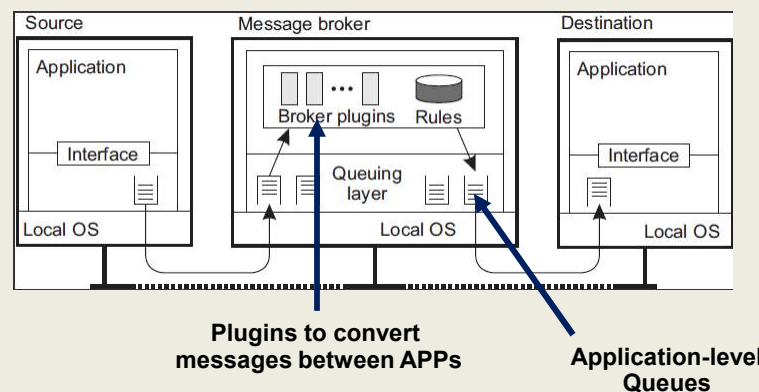 Source
Message broker
Destination
Application
Broker plugins
Rules
Application
Interface
Queuing
layer
Interface
Local OS
Local OS
Local OS
Plugins to convert
messages between APPs
Application-level
Queues